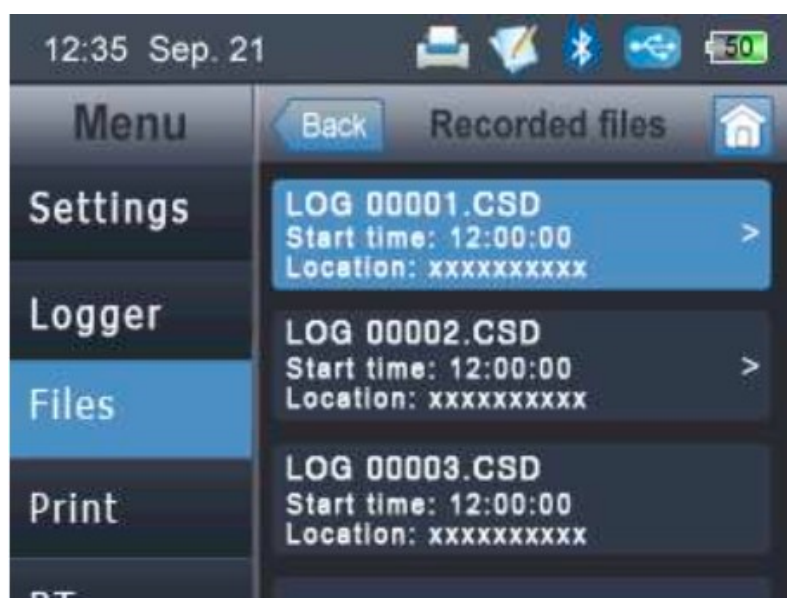 12:35 Sep. 21
50
Menu
Back
Recorded files
Settings
Logger
Files
Print
LOG 00001.CSD
Start time: 12:00:00
Location: xxxxxxxxxx
>
LOG 00002.CSD
Start time: 12:00:00
Location: xxxxxxxxxx
>
LOG 00003.CSD
Start time: 12:00:00
Location: xxxxxxxxxx